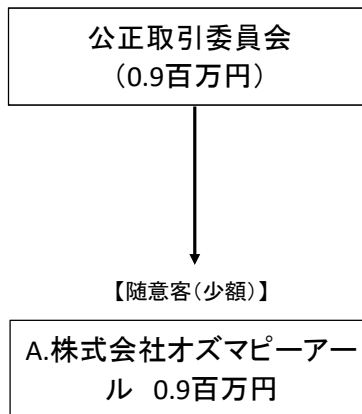 公正取引委員会
（0.9百万円）
【随意客（少額）】
A.株式会社オズマピーアー
ル 0.9百万円